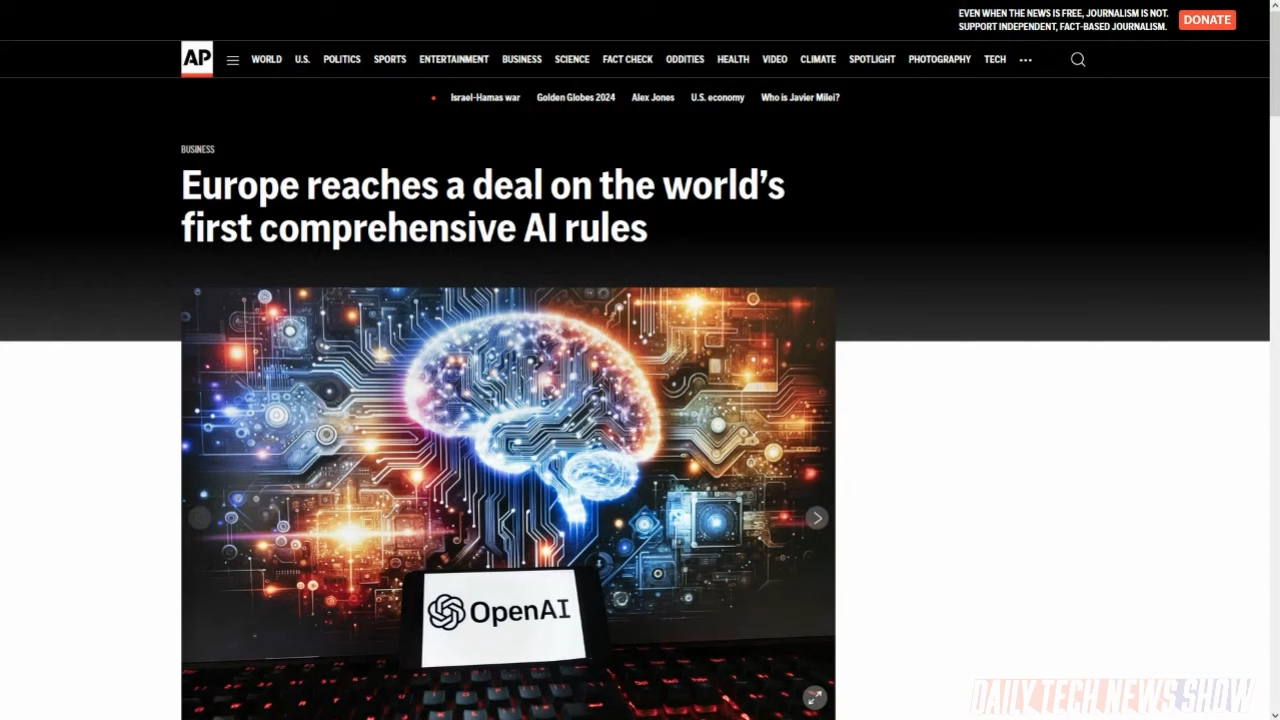 EVEN WHEN THE NEWS IS FREE, JOURNALISM IS NOT.
SUPPORT INDEPENDENT, FACT-BASED JOURNALISM.
DONATE
AP
WORLD U.S. POLITICS SPORTS ENTERTAINMENT BUSINESS SCIENCE FACT CHECK ODDITIES HEALTH VIDEO CLIMATE SPOTLIGHT PHOTOGRAPHY TECH ...
Israel-Hamas war Golden Globes 2024 Alex Jones U.S. economy Who is Javier Milei?
BUSINESS
Europe reaches a deal on the world’s
first comprehensive AI rules
OpenAI
DAILY TECH NEWS SHOW